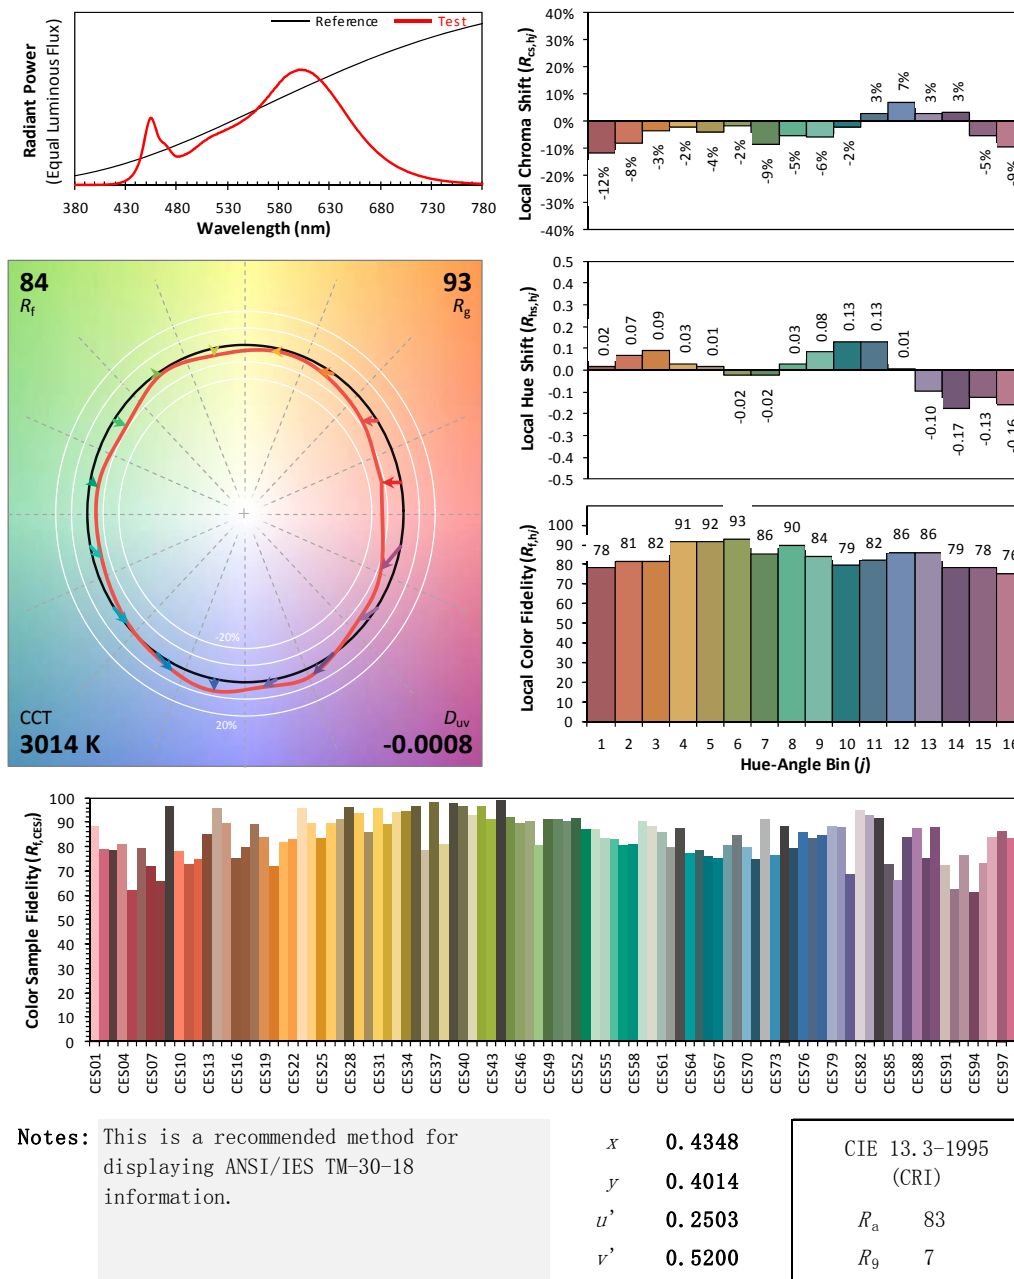 Reference
Test
Radiant Power
(Equal Luminous Flux)
380 430 480 530 580 630 680 730 780
Wavelength (nm)
Local Chroma Shift (Rcs,hj)
40%
30%
20%
10%
0%
-10%
-20%
-30%
-40%
-12% -8% -3% -2% -4% -2% -9% -5% -6% -2% 3% 7% 3% 3% -5% -9%
84
Rf
93
Rg
-20%
20%
CCT
3014 K
Duv
-0.0008
Local Hue Shift (Rhs,hj)
0.5
0.4
0.3
0.2
0.1
0.0
-0.1
-0.2
-0.3
-0.4
-0.5
0.02 0.07 0.09 0.03 0.01 -0.02 -0.02 0.03 0.08 0.13 0.13 0.01 -0.10 -0.17 -0.13 -0.16
Local Color Fidelity (Rf,hj)
100
90
80
70
60
50
40
30
20
10
0
78 81 82 91 92 93 86 90 84 79 82 86 86 79 78 76
1 2 3 4 5 6 7 8 9 10 11 12 13 14 15 16
Hue-Angle Bin (j)
Color Sample Fidelity (Rf,CESi)
100
90
80
70
60
50
40
30
20
10
0
CES01 CES04 CES07 CES10 CES13 CES16 CES19 CES22 CES25 CES28 CES31 CES34 CES37 CES40 CES43 CES46 CES49 CES52 CES55 CES58 CES61 CES64 CES67 CES70 CES73 CES76 CES79 CES82 CES85 CES88 CES91 CES94 CES97
Notes: This is a recommended method for
displaying ANSI/IES TM-30-18
information.
x 0.4348
y 0.4014
u' 0.2503
v' 0.5200
CIE 13.3-1995
(CRI)
Ra 83
R9 7